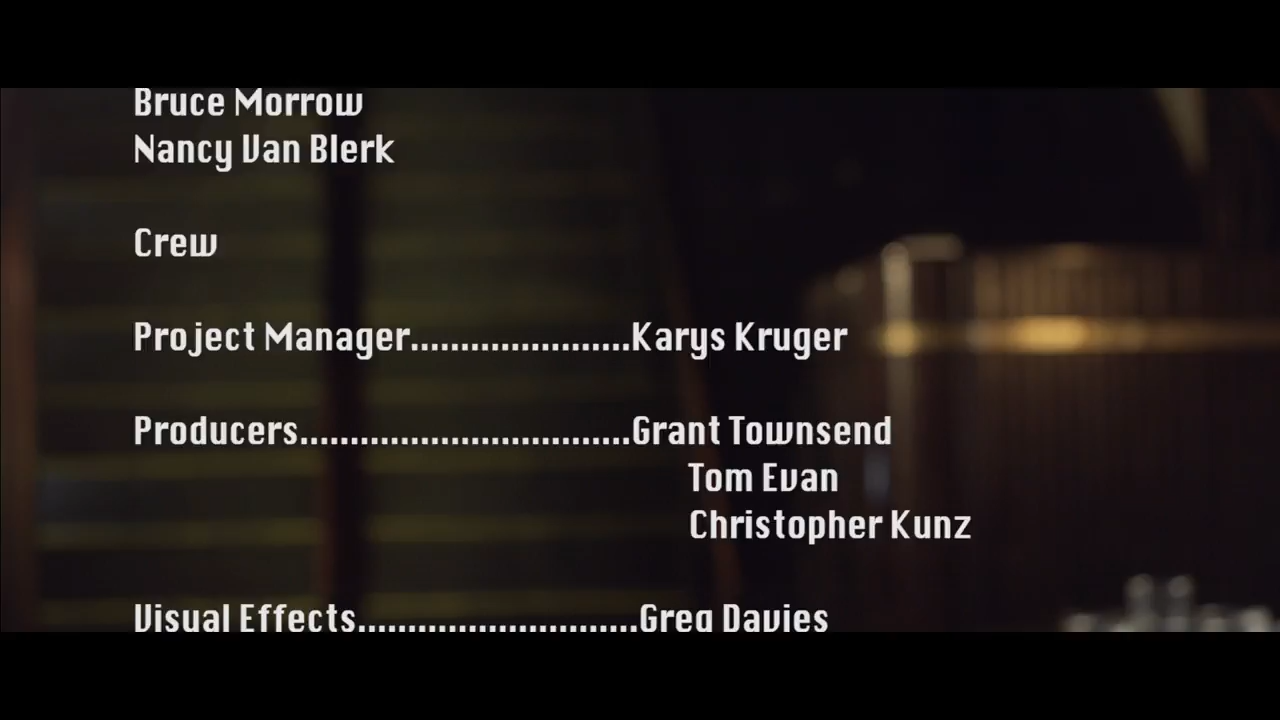 Bruce Morrow
Nancy Van Blerk
Crew
Project Manager......................Karys Kruger
Producers.................................Grant Townsend
Tom Evan
Christopher Kunz
Visual Effects............................Greg Davies